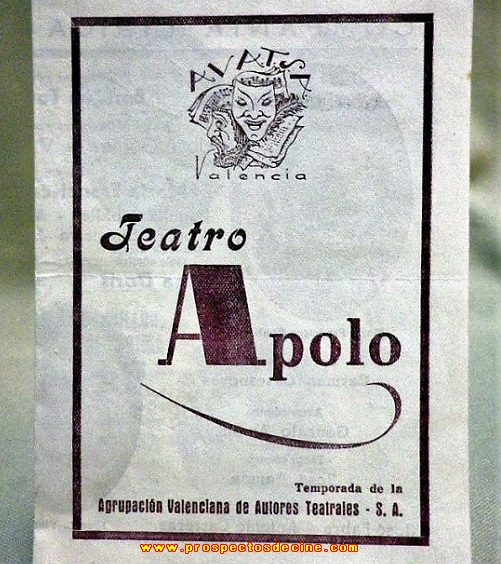 AVATSA
Valencia
Teatro
Apolo
Temporada de la
Agrupación Valenciana de Autores Teatrales - S. A.
www.prospectosdecine.com